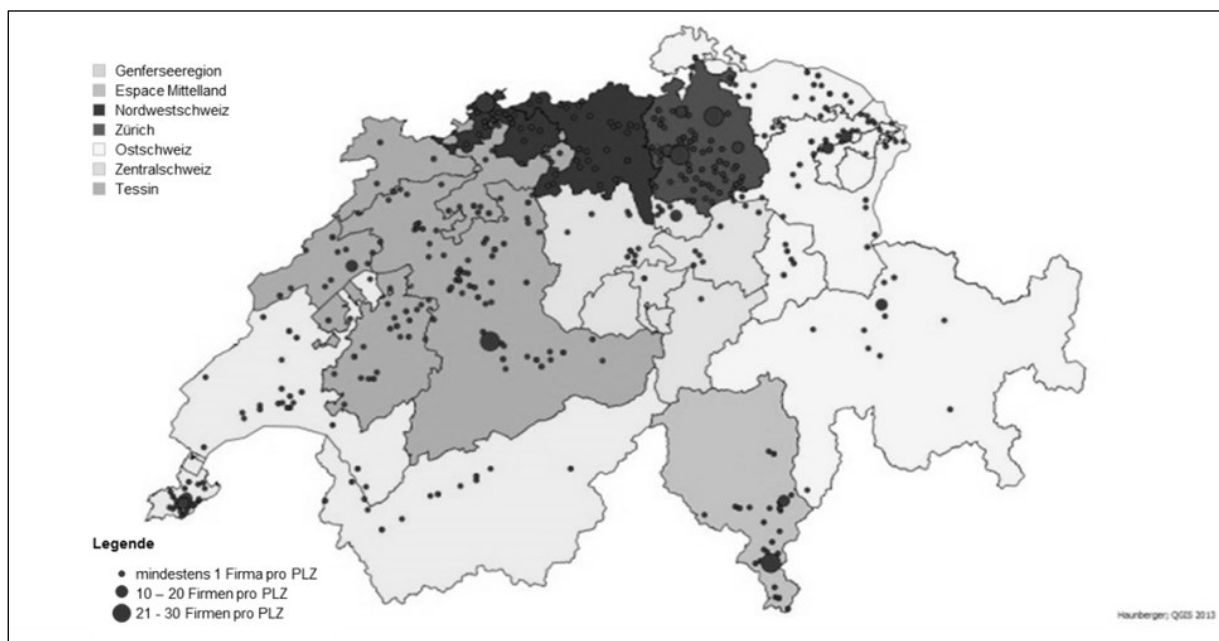 Genferseeregion
Espace Mittelland
Nordwestschweiz
Zürich
Ostschweiz
Zentralschweiz
Tessin
Legende
mindestens 1 Firma pro PLZ
10 – 20 Firmen pro PLZ
21 - 30 Firmen pro PLZ
Haunberger; QGIS 2013